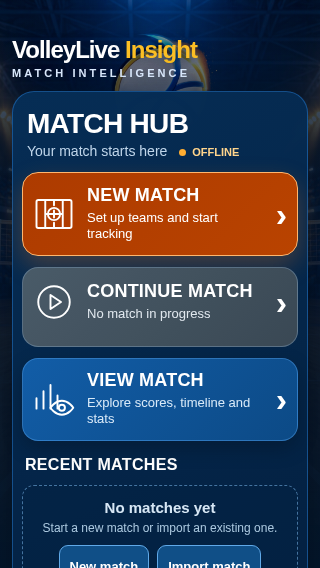 VolleyLive Insight
MATCH INTELLIGENCE
MATCH HUB
Your match starts here
OFFLINE
NEW MATCH
Set up teams and start
tracking
CONTINUE MATCH
No match in progress
VIEW MATCH
Explore scores, timeline and
stats
RECENT MATCHES
No matches yet
Start a new match or import an existing one.
New match
Import match